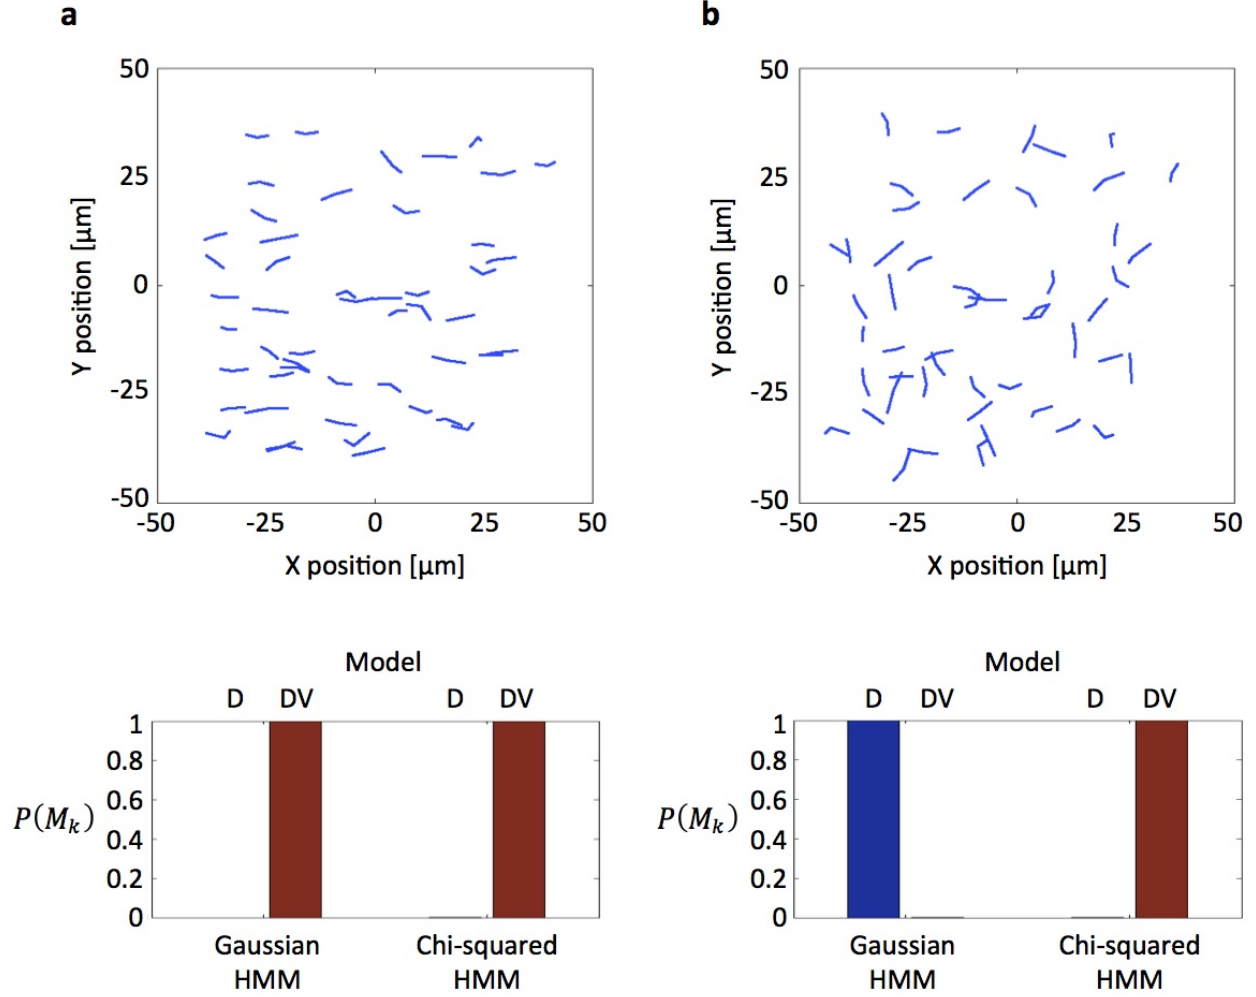 a
b
50
25
0
-25
-50
Y position [μm]
-50 -25 0 25 50
X position [μm]
50
25
0
-25
-50
Y position [μm]
-50 -25 0 25 50
X position [μm]
Model
D DV D DV
1
0.8
0.6
0.4
0.2
0
P(Mₖ)
Gaussian HMM
Chi-squared HMM
Model
D DV D DV
1
0.8
0.6
0.4
0.2
0
P(Mₖ)
Gaussian HMM
Chi-squared HMM